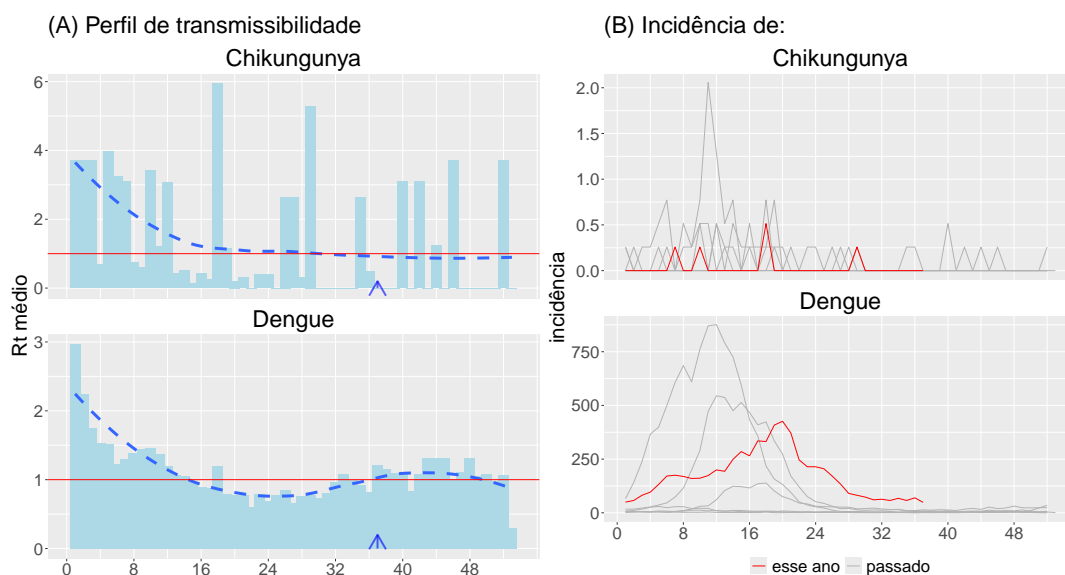 (A) Perfil de transmissibilidade
Chikungunya
6
4
2
1
0
Dengue
3
2
1
0
0 8 16 24 32 40 48
Rt médio
(B) Incidência de:
Chikungunya
2.0
1.5
1.0
0.5
0.0
Dengue
750
500
250
0
0 8 16 24 32 40 48
incidência
esse ano passado